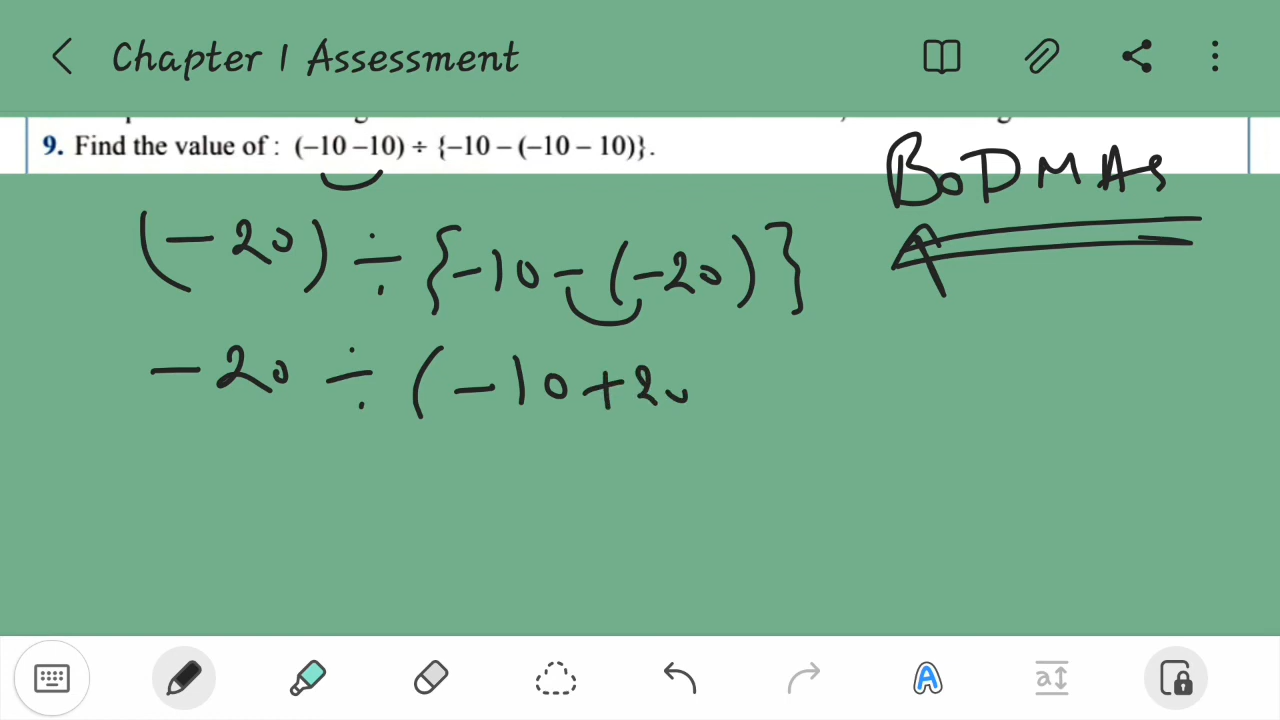 Chapter 1 Assessment
9. Find the value of : (–10 –10) ÷ {–10 – (–10 – 10)}.
BODMAS
(-20) ÷ {-10 - (-20)}
-20 ÷ (-10 + 20
A
a